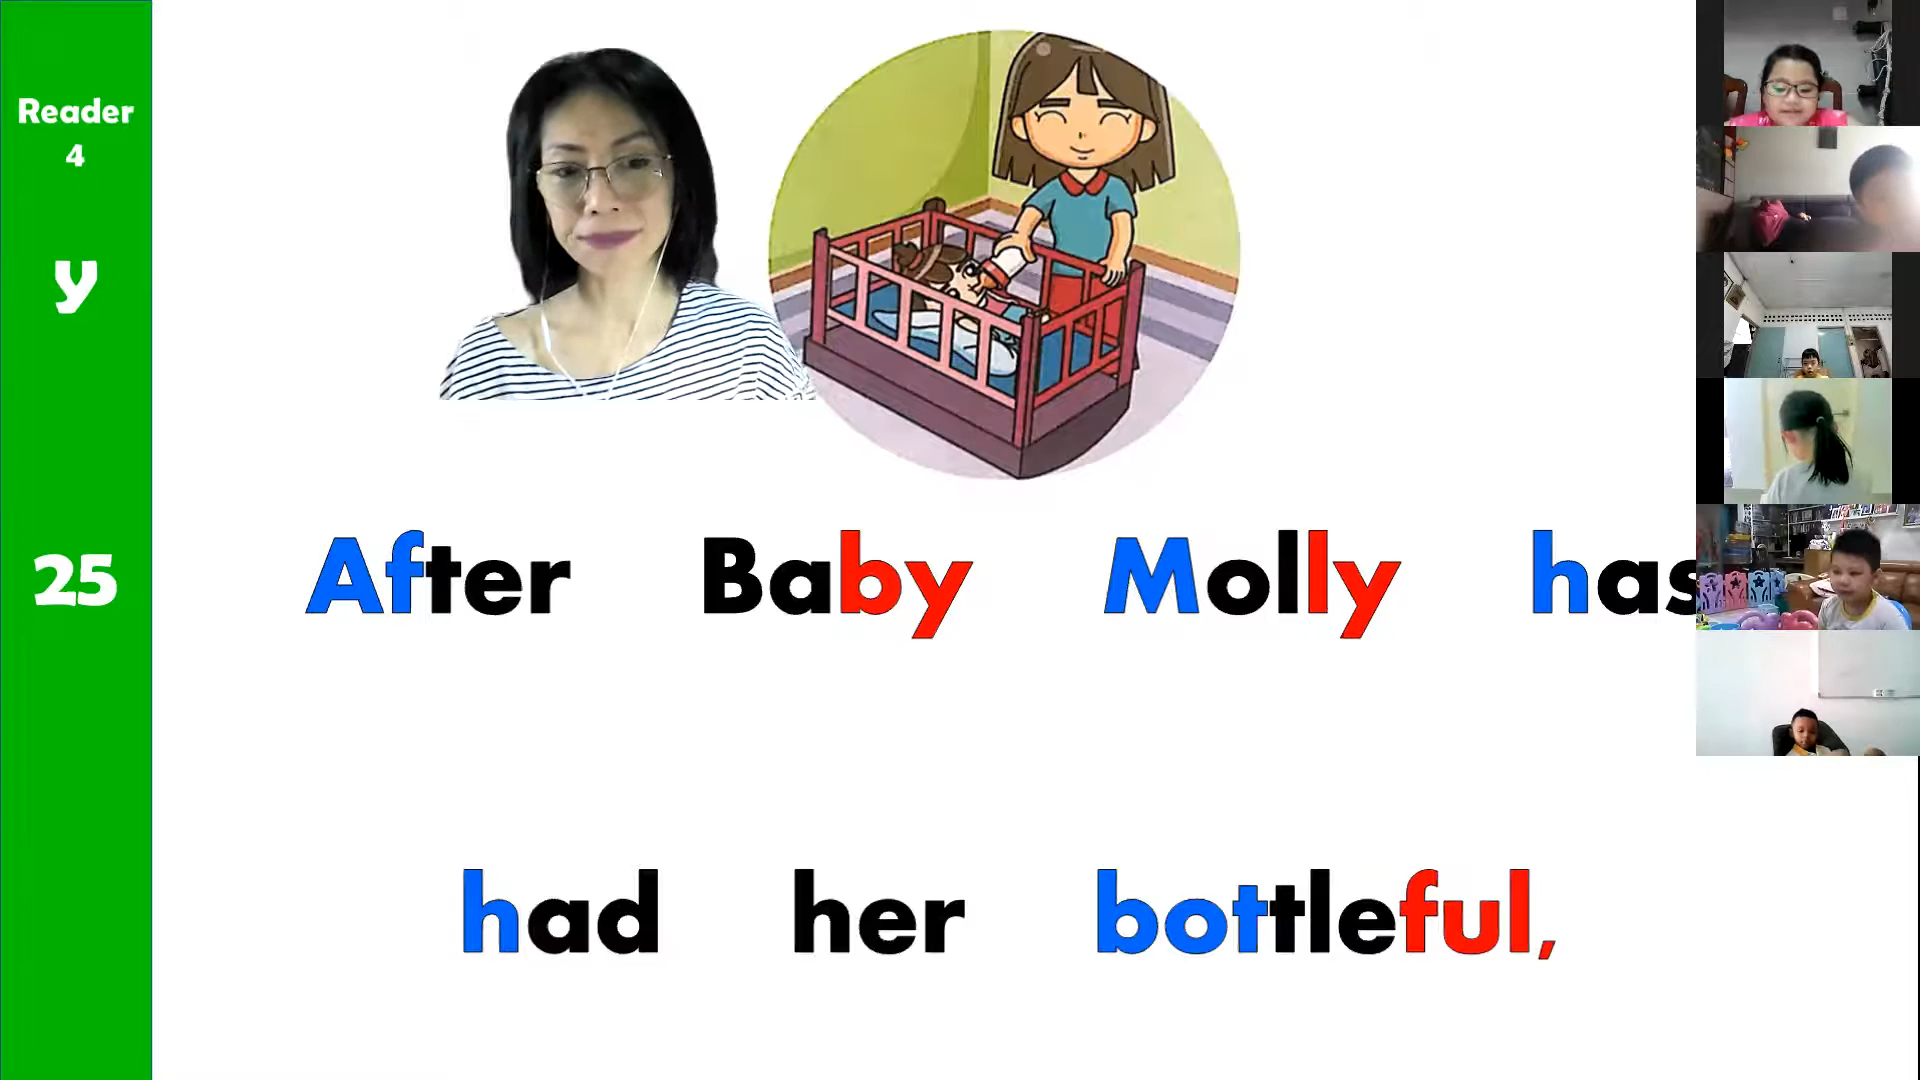 Reader
4
y
25
After Baby Molly has
had her bottleful,